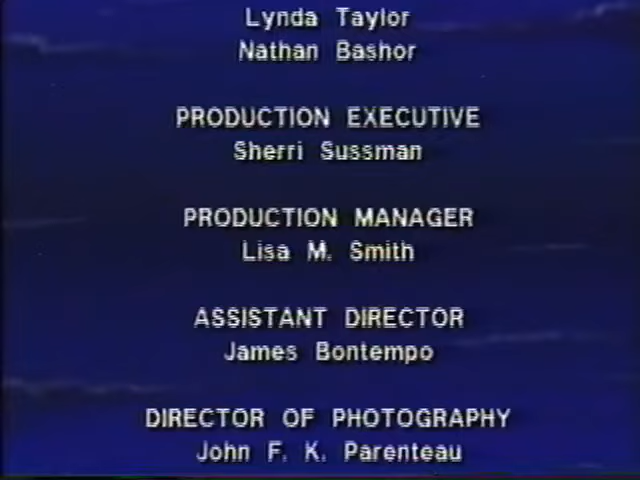 Lynda Taylor
Nathan Bashor
PRODUCTION EXECUTIVE
Sherri Sussman
PRODUCTION MANAGER
Lisa M. Smith
ASSISTANT DIRECTOR
James Bontempo
DIRECTOR OF PHOTOGRAPHY
John F. K. Parenteau